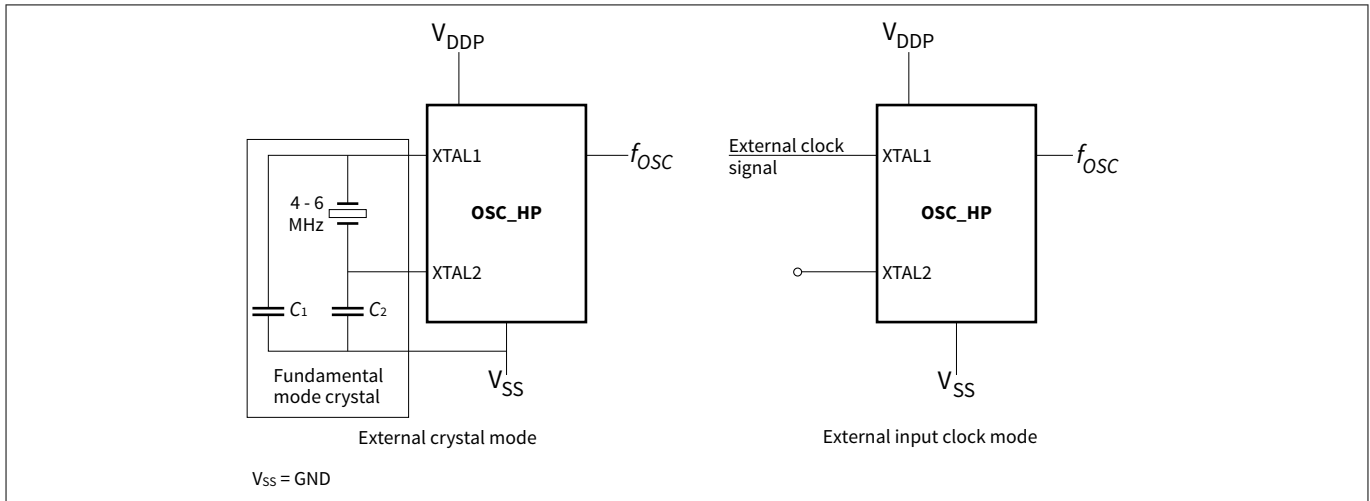 VDDP
XTAL1
fOSC
4 - 6
MHz
OSC_HP
XTAL2
C1
C2
Fundamental
mode crystal
VSS
External crystal mode
VSS = GND
VDDP
External clock
signal
XTAL1
fOSC
OSC_HP
XTAL2
VSS
External input clock mode